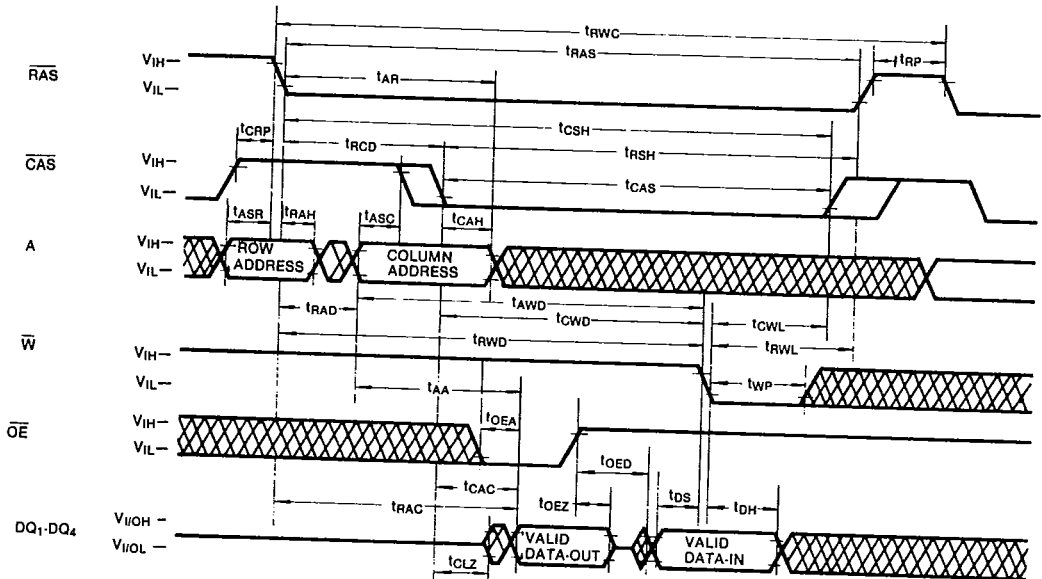 tRWC
tRAS
tRP
RAS
VIH–
VIL–
tAR
tCSH
tCRP
tRCD
tRSH
CAS
VIH–
VIL–
tCAS
tASR
tRAH
tASC
tCAH
A
VIH–
VIL–
ROW
ADDRESS
COLUMN
ADDRESS
tRAD
tAWD
tCWD
tCWL
tRWD
tRWL
W
VIH–
VIL–
tAA
tWP
tOEA
OE
VIH–
VIL–
tOED
tCAC
tOEZ
tDS
tDH
tRAC
DQ1-DQ4
VI/OH
VI/OL–
VALID
DATA-OUT
VALID
DATA-IN
tCLZ